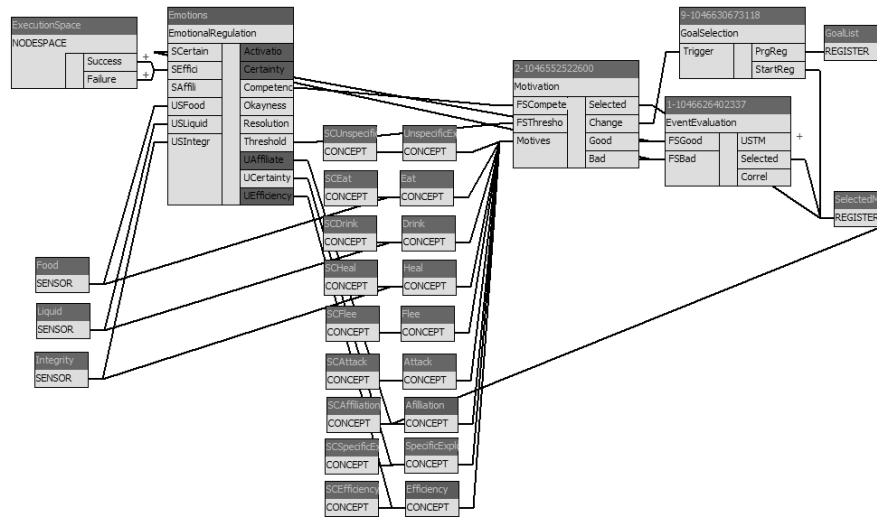 ExecutionSpace
NODESPACE
Success
Failure
+
+
Emotions
EmotionalRegulation
SCertain
SEffici
SAffili
USFood
USLiquid
USIntegr
Activatio
Certainty
Competenc
Okayness
Resolution
Threshold
UAffiliate
UCertainty
UEfficiency
Food
SENSOR
Liquid
SENSOR
Integrity
SENSOR
SCUnspecific
CONCEPT
UnspecificEx
CONCEPT
SCEat
CONCEPT
Eat
CONCEPT
SCDrink
CONCEPT
Drink
CONCEPT
SCHeal
CONCEPT
Heal
CONCEPT
SCFlee
CONCEPT
Flee
CONCEPT
SCAttack
CONCEPT
Attack
CONCEPT
SCAffiliation
CONCEPT
Afilliation
CONCEPT
SCSpecificEx
CONCEPT
SpecificExpl
CONCEPT
SCEfficiency
CONCEPT
Efficiency
CONCEPT
2-1046552522600
Motivation
FSCompete
FSThresho
Motives
Selected
Change
Good
Bad
9-1046630673118
GoalSelection
Trigger
PrgReg
StartReg
1-1046626402337
EventEvaluation
FSGood
FSBad
USTM
Selected
Correl
+
GoalList
REGISTER
SelectedM
REGISTER